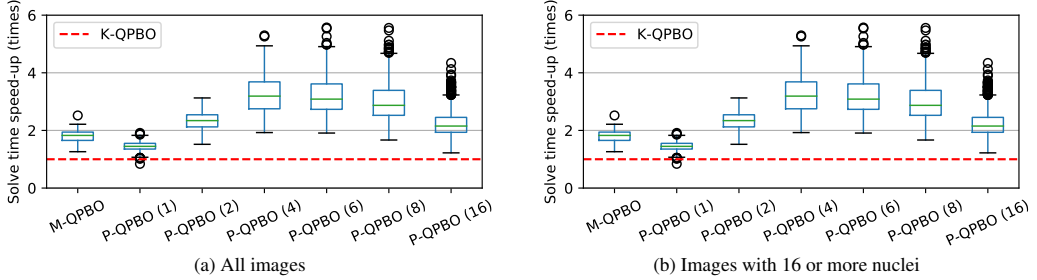 Solve time speed-up (times)
6
4
2
0
K-QPBO
M-QPBO
P-QPBO (1)
P-QPBO (2)
P-QPBO (4)
P-QPBO (6)
P-QPBO (8)
P-QPBO (16)
(a) All images
Solve time speed-up (times)
6
4
2
0
K-QPBO
M-QPBO
P-QPBO (1)
P-QPBO (2)
P-QPBO (4)
P-QPBO (6)
P-QPBO (8)
P-QPBO (16)
(b) Images with 16 or more nuclei